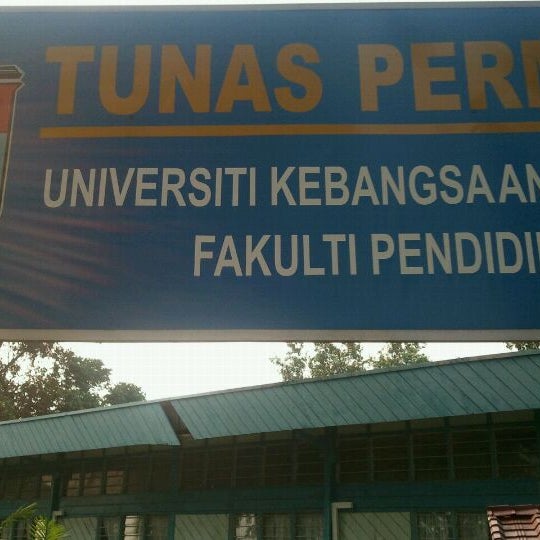 TUNAS PER
UNIVERSITI KEBANGSAAN
FAKULTI PENDIDI